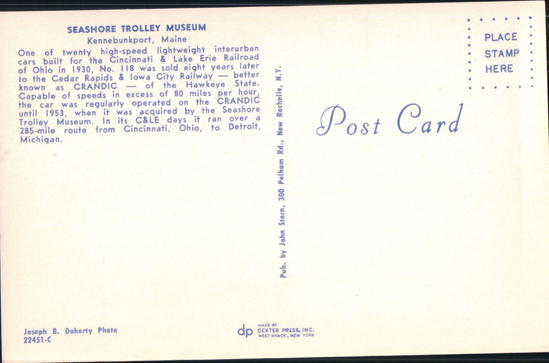 SEASHORE TROLLEY MUSEUM
Kennebunkport, Maine
One of twenty high-speed lightweight interurban
cars built for the Cincinnati & Lake Erie Railroad
of Ohio in 1930, No. 118 was sold eight years later
to the Cedar Rapids & Iowa City Railway — better
known as CRANDIC — of the Hawkeye State.
Capable of speeds in excess of 80 miles per hour,
the car was regularly operated on the CRANDIC
until 1953, when it was acquired by the Seashore
Trolley Museum. In its C&LE days it ran over a
285-mile route from Cincinnati, Ohio, to Detroit,
Michigan.
Joseph B. Doherty Photo
22451-C
Pub. by John Stern, 300 Pelham Rd., New Rochelle, N.Y.
dp
MADE BY
DEXTER PRESS, INC.
WEST NYACK, NEW YORK
Post Card
PLACE
STAMP
HERE